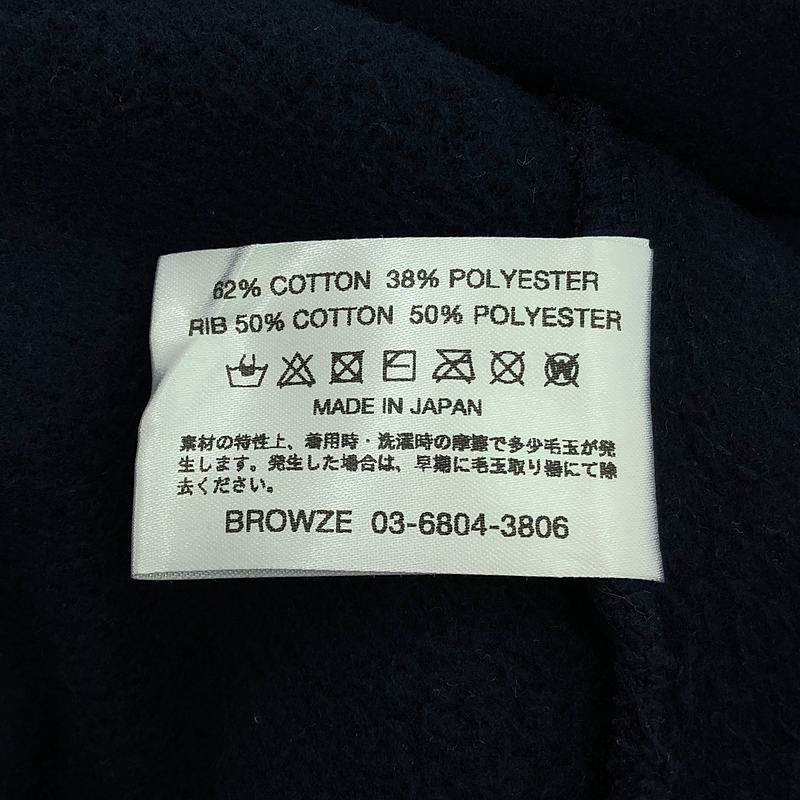 62% COTTON 38% POLYESTER
RIB 50% COTTON 50% POLYESTER
MADE IN JAPAN
素材の特性上、着用時・洗濯時の摩擦で多少毛玉が発
生します。発生した場合は、早期に毛玉取り器にて除
去ください。
BROWZE 03-6804-3806